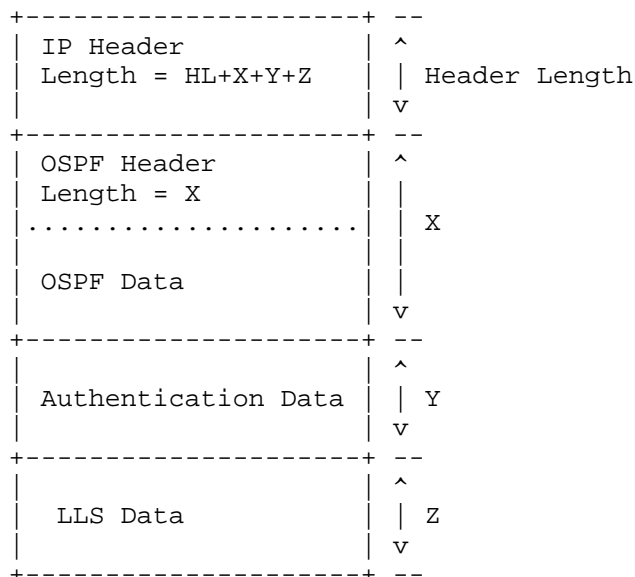 +---------------------+ --
| IP Header           | ^
| Length = HL+X+Y+Z   | | Header Length
|                     | v
+---------------------+ --
| OSPF Header         | ^
| Length = X          | |
|.....................| | X
|                     | |
| OSPF Data           | |
|                     | v
+---------------------+ --
|                     | ^
| Authentication Data | | Y
|                     | v
+---------------------+ --
|                     | ^
|  LLS Data           | | Z
|                     | v
+---------------------+ --